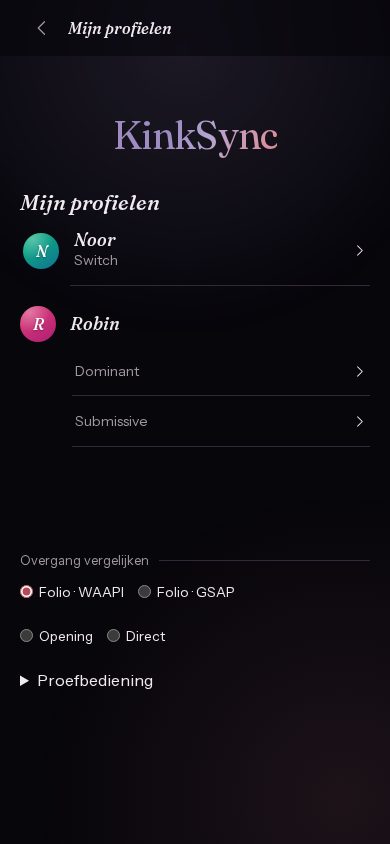 Mijn profielen
KinkSync
Mijn profielen
N
Noor
Switch
R
Robin
Dominant
Submissive
Overgang vergelijken
Folio · WAAPI
Folio · GSAP
Opening
Direct
Proefbediening